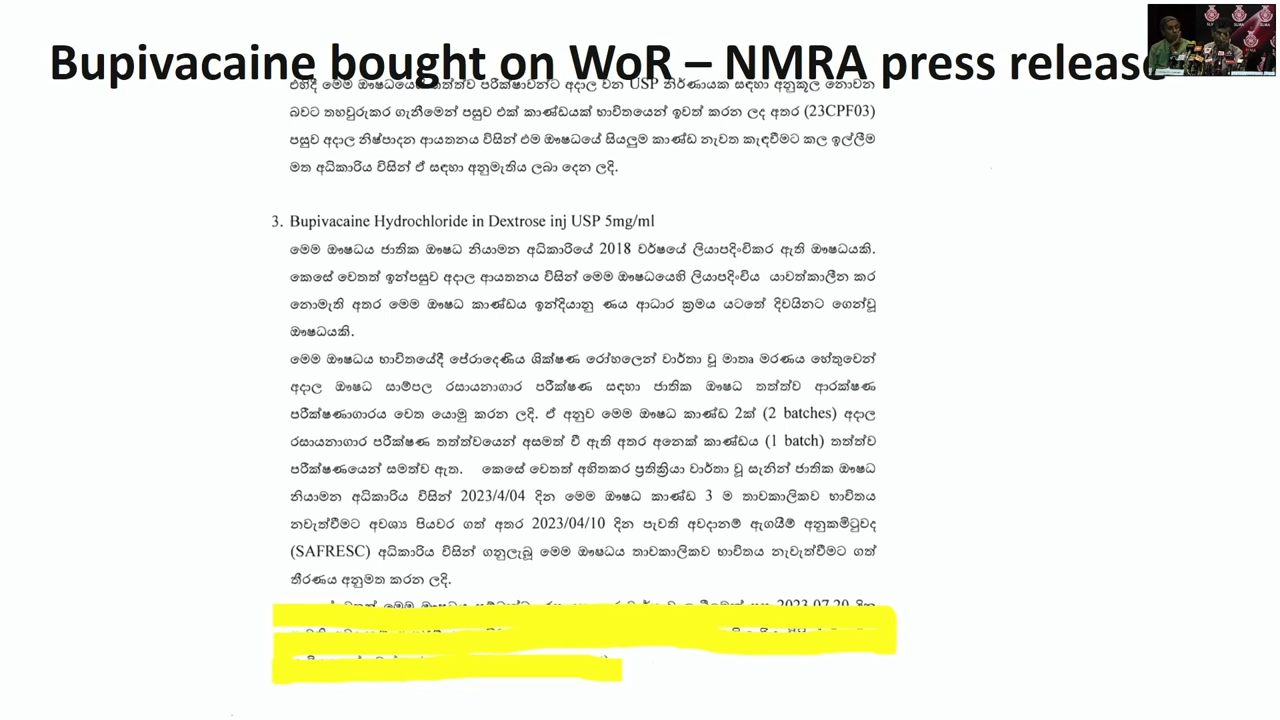 Bupivacaine bought on WoR – NMRA press release
එහිදී මෙම ඖෂධයෙහි තත්ත්ව පරීක්ෂාවන්ට අදාල වන USP නිර්ණායක සඳහා අනුකූල නොවන
බවට තහවුරුකර ගැනීමෙන් පසුව එක් කාණ්ඩයක් භාවිතයෙන් ඉවත් කරන ලද අතර (23CPF03)
පසුව අදාල නිෂ්පාදන ආයතනය විසින් එම ඖෂධයේ සියලුම කාණ්ඩ නැවත කැඳවීමට කල ඉල්ලීම
මත අධිකාරිය විසින් ඒ සඳහා අනුමැතිය ලබා දෙන ලදි.
3. Bupivacaine Hydrochloride in Dextrose inj USP 5mg/ml
මෙම ඖෂධය ජාතික ඖෂධ නියාමන අධිකාරියේ 2018 වර්ෂයේ ලියාපදිංචිකර ඇති ඖෂධයකි.
කෙසේ වෙතත් ඉන්පසුව අදාල ආයතනය විසින් මෙම ඖෂධයෙහි ලියාපදිංචිය යාවත්කාලීන කර
නොමැති අතර මෙම ඖෂධ කාණ්ඩය ඉන්දියානු ණය ආධාර ක්‍රමය යටතේ දිවයිනට ගෙන්වූ
ඖෂධයකි.
මෙම ඖෂධය භාවිතයේදී පේරාදෙණිය ශික්ෂණ රෝහලෙන් වාර්තා වූ මාතෘ මරණය හේතුවෙන්
අදාල ඖෂධ සාම්පල රසායනාගාර පරීක්ෂණ සඳහා ජාතික ඖෂධ තත්ත්ව ආරක්ෂණ
පරීක්ෂණාගාරය වෙත යොමු කරන ලදි. ඒ අනුව මෙම ඖෂධ කාණ්ඩ 2ක් (2 batches) අදාල
රසායනාගාර පරීක්ෂණ තත්ත්වයෙන් අසමත් වී ඇති අතර අනෙක් කාණ්ඩය (1 batch) තත්ත්ව
පරීක්ෂණයෙන් සමත්ව ඇත. කෙසේ වෙතත් අහිතකර ප්‍රතික්‍රියා වාර්තා වූ සැනින් ජාතික ඖෂධ
නියාමන අධිකාරිය විසින් 2023/4/04 දින මෙම ඖෂධ කාණ්ඩ 3 ම තාවකාලිකව භාවිතය
නවැත්වීමට අවශ්‍ය පියවර ගත් අතර 2023/04/10 දින පැවති අවදානම් ඇගයීම් අනුකමිටුවද
(SAFRESC) අධිකාරිය විසින් ගනුලැබූ මෙම ඖෂධය තාවකාලිකව භාවිතය නැවැත්වීමට ගත්
තීරණය අනුමත කරන ලදි.
මෙම ඖෂධය 2023.07.20 දින